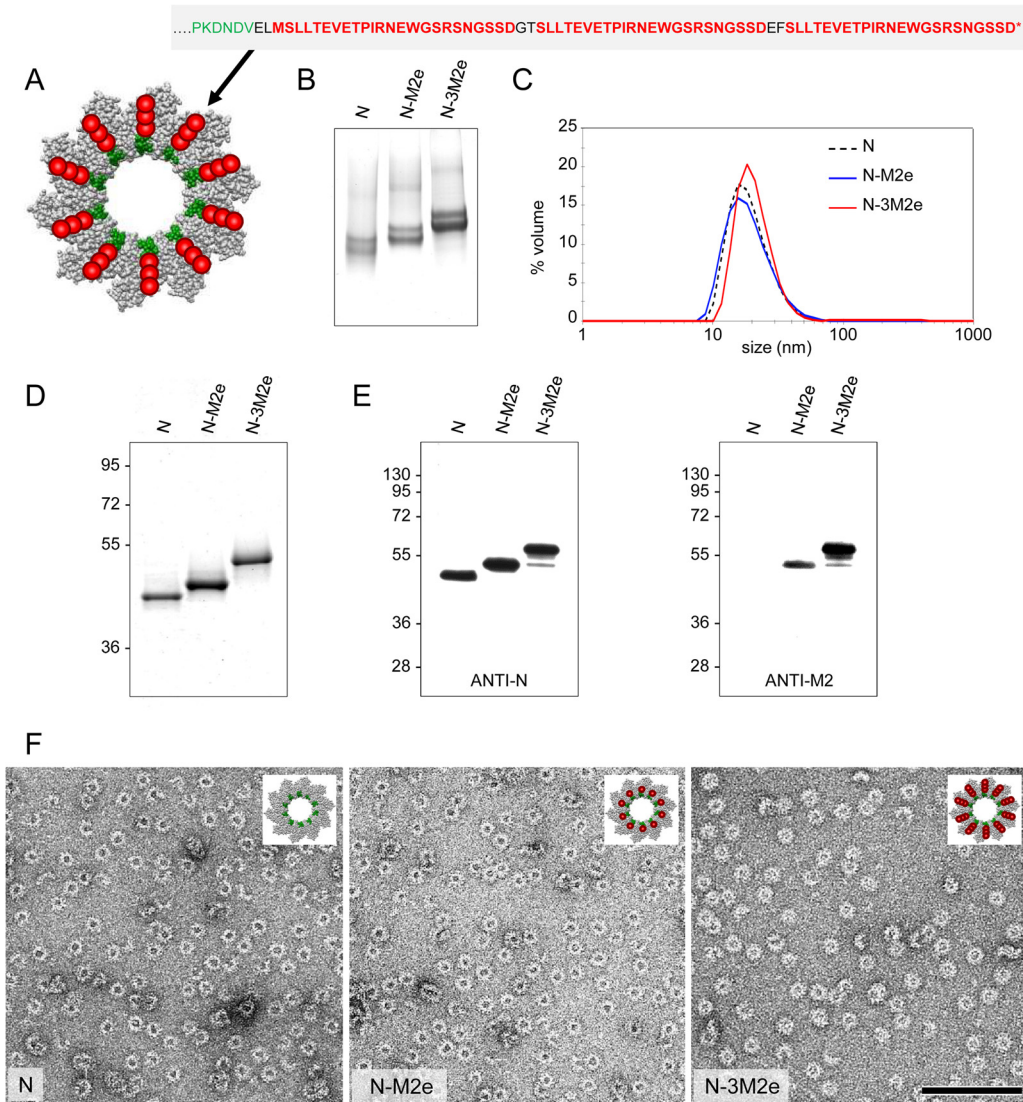 ....PKDNDVELMSLLTEVETPIRNEWGSRSNGSSDGTSLLTEVETPIRNEWGSRSNGSSDEFSLLTEVETPIRNEWGSRSNGSSD*
A
B
N
N-M2e
N-3M2e
C
% volume
25
20
15
10
5
0
N
N-M2e
N-3M2e
1
10
100
1000
size (nm)
D
N
N-M2e
N-3M2e
95
72
55
36
E
N
N-M2e
N-3M2e
130
95
72
55
36
28
ANTI-N
N
N-M2e
N-3M2e
130
95
72
55
36
28
ANTI-M2
F
N
N-M2e
N-3M2e